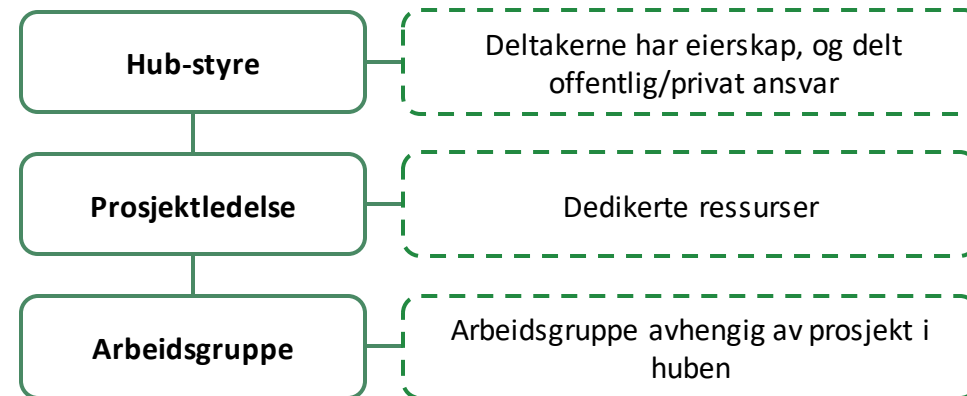 Hub-styre
Deltakerne har eierskap, og delt
offentlig/privat ansvar
Prosjektledelse
Dedikerte ressurser
Arbeidsgruppe
Arbeidsgruppe avhengig av prosjekt i
huben